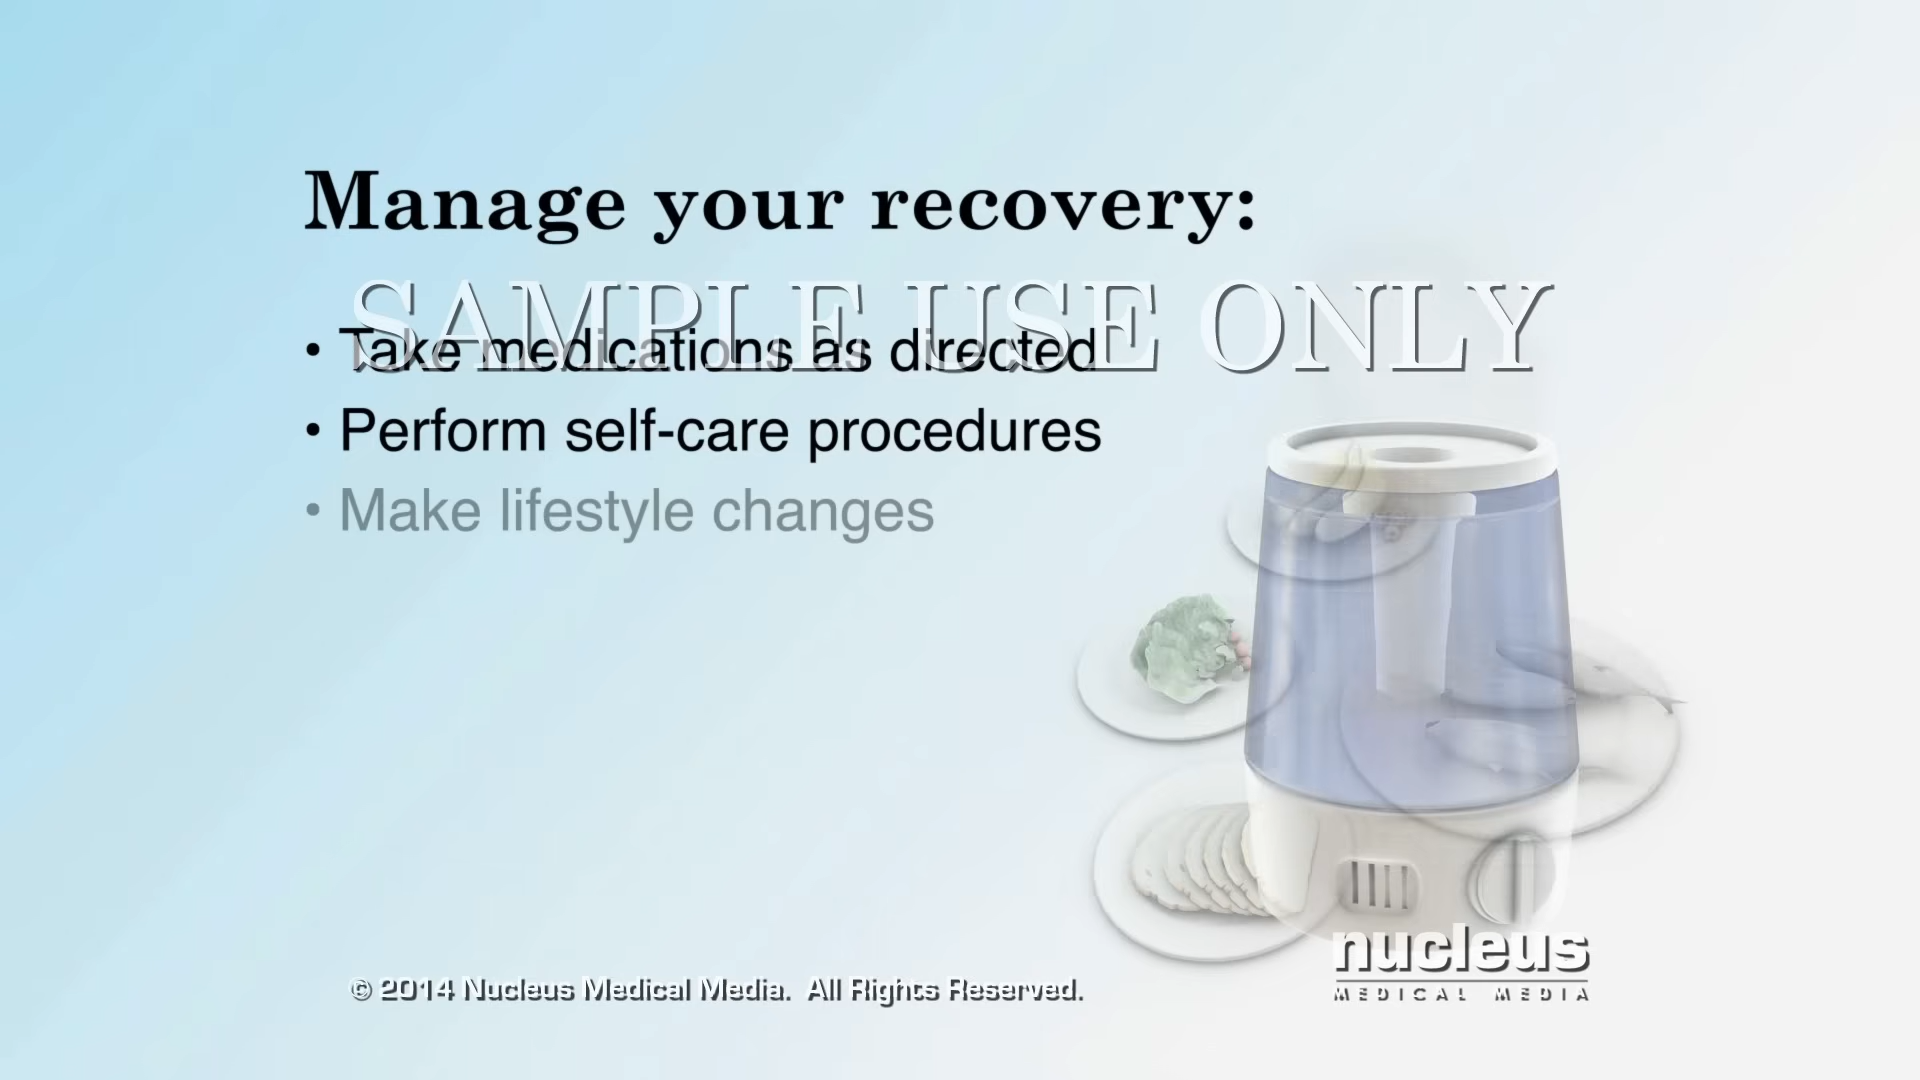 Manage your recovery:
SAMPLE USE ONLY
• Take medications as directed
• Perform self-care procedures
• Make lifestyle changes
nucleus
MEDICAL MEDIA
© 2014 Nucleus Medical Media. All Rights Reserved.